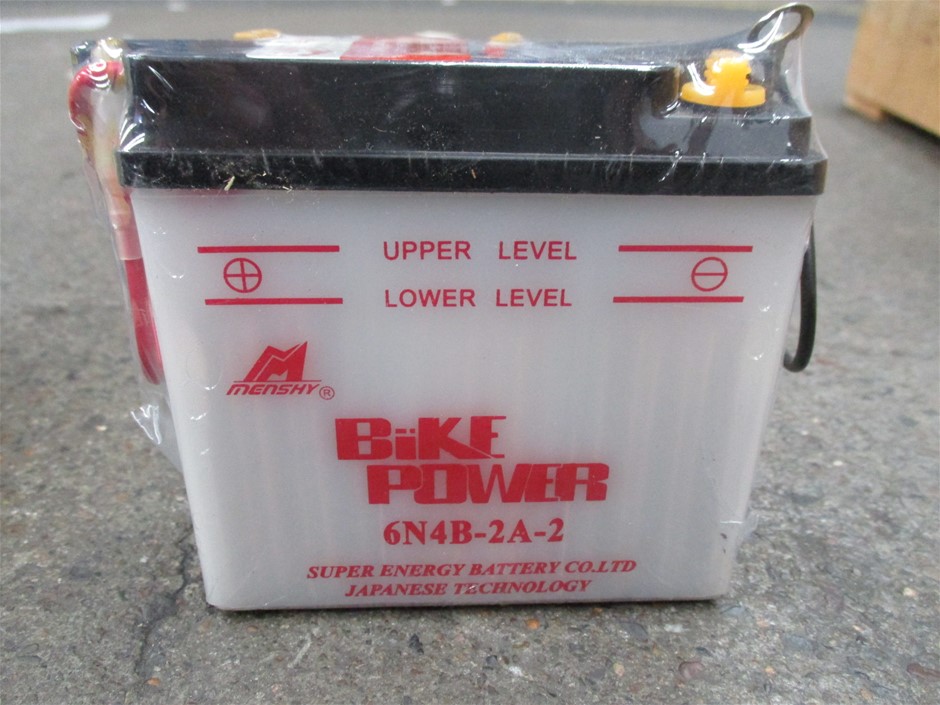 UPPER LEVEL
LOWER LEVEL
MENSHY®
BiKE
POWER
6N4B-2A-2
SUPER ENERGY BATTERY CO.LTD
JAPANESE TECHNOLOGY